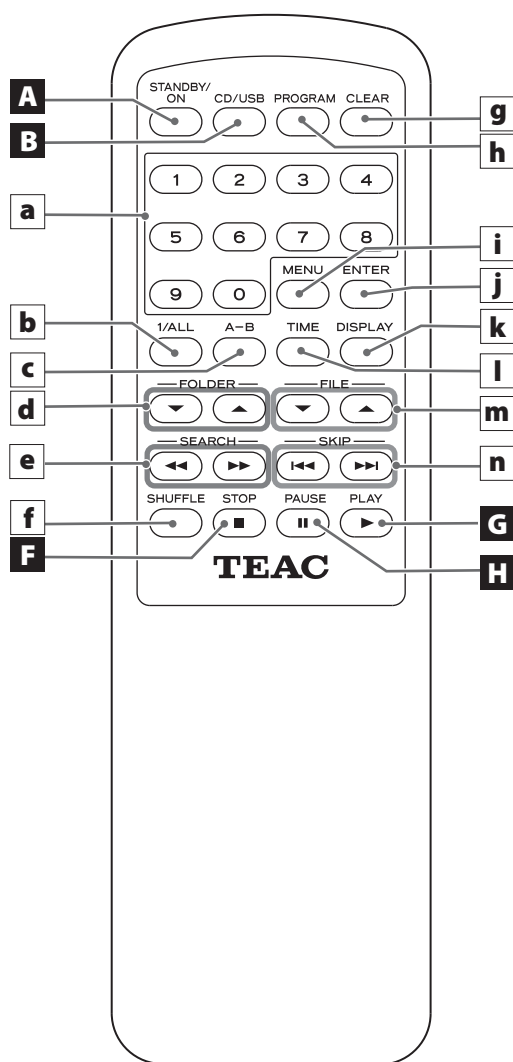 STANDBY/
ON CD/USB PROGRAM CLEAR
A
B
g
h
1 2 3 4
a
5 6 7 8
i
MENU ENTER
j
9 0
b
1/ALL A–B TIME DISPLAY
k
c
l
FOLDER FILE
d
m
SEARCH SKIP
e
n
SHUFFLE STOP PAUSE PLAY
f
G
F
H
TEAC